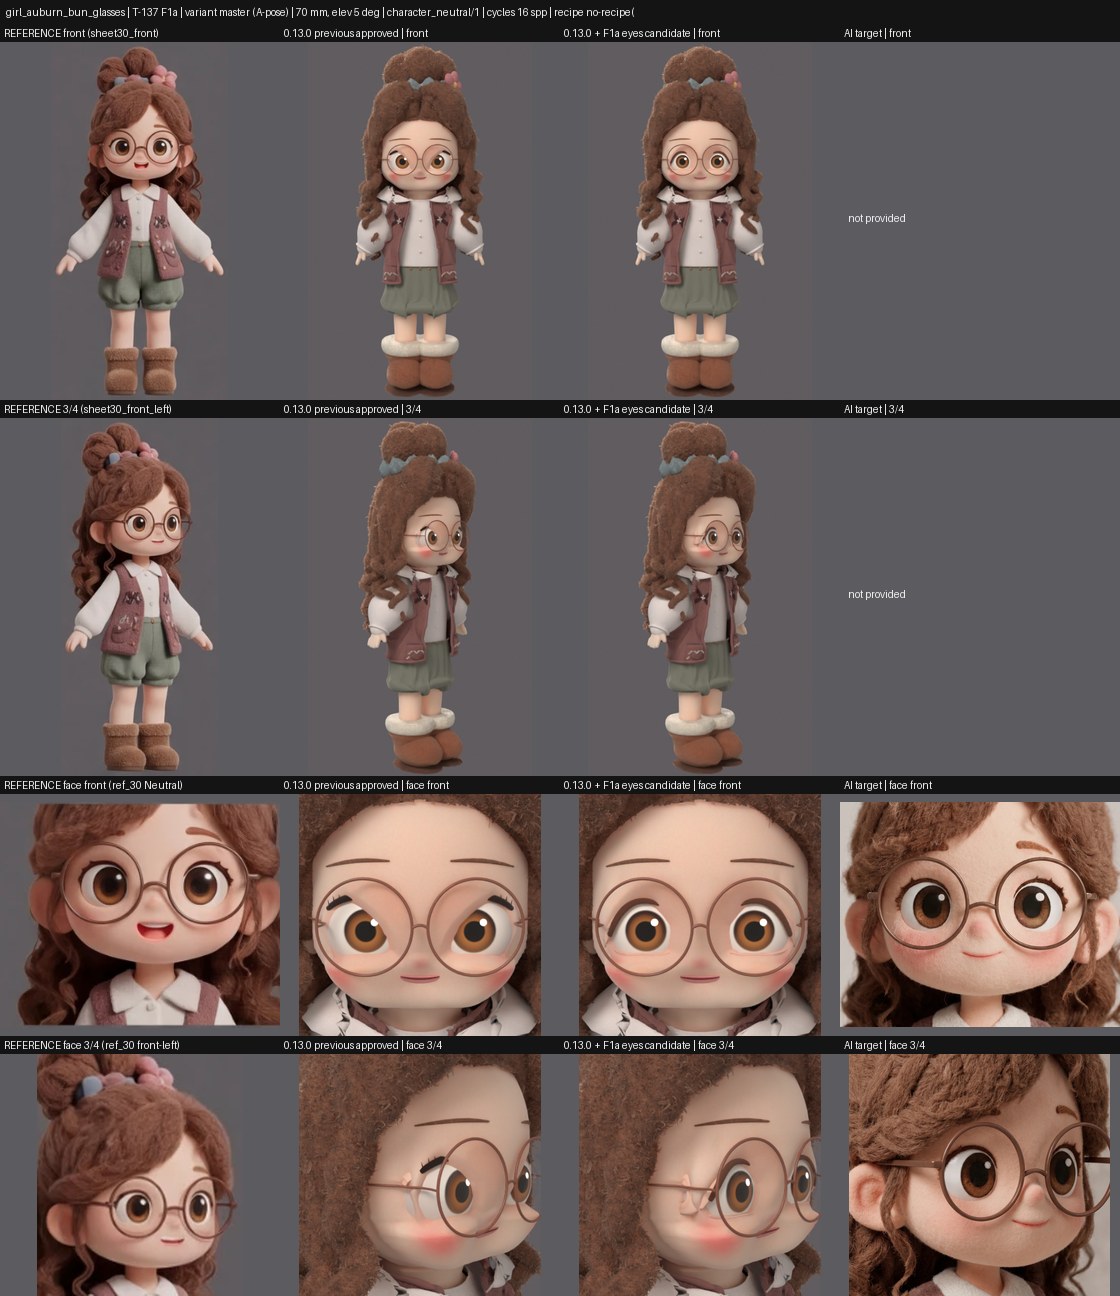 girl_auburn_bun_glasses | T-137 F1a | variant master (A-pose) | 70 mm, elev 5 deg | character_neutral/1 | cycles 16 spp | recipe no-recipe(
REFERENCE front (sheet30_front)
0.13.0 previous approved | front
0.13.0 + F1a eyes candidate | front
AI target | front
not provided
REFERENCE 3/4 (sheet30_front_left)
0.13.0 previous approved | 3/4
0.13.0 + F1a eyes candidate | 3/4
AI target | 3/4
not provided
REFERENCE face front (ref_30 Neutral)
0.13.0 previous approved | face front
0.13.0 + F1a eyes candidate | face front
AI target | face front
REFERENCE face 3/4 (ref_30 front-left)
0.13.0 previous approved | face 3/4
0.13.0 + F1a eyes candidate | face 3/4
AI target | face 3/4